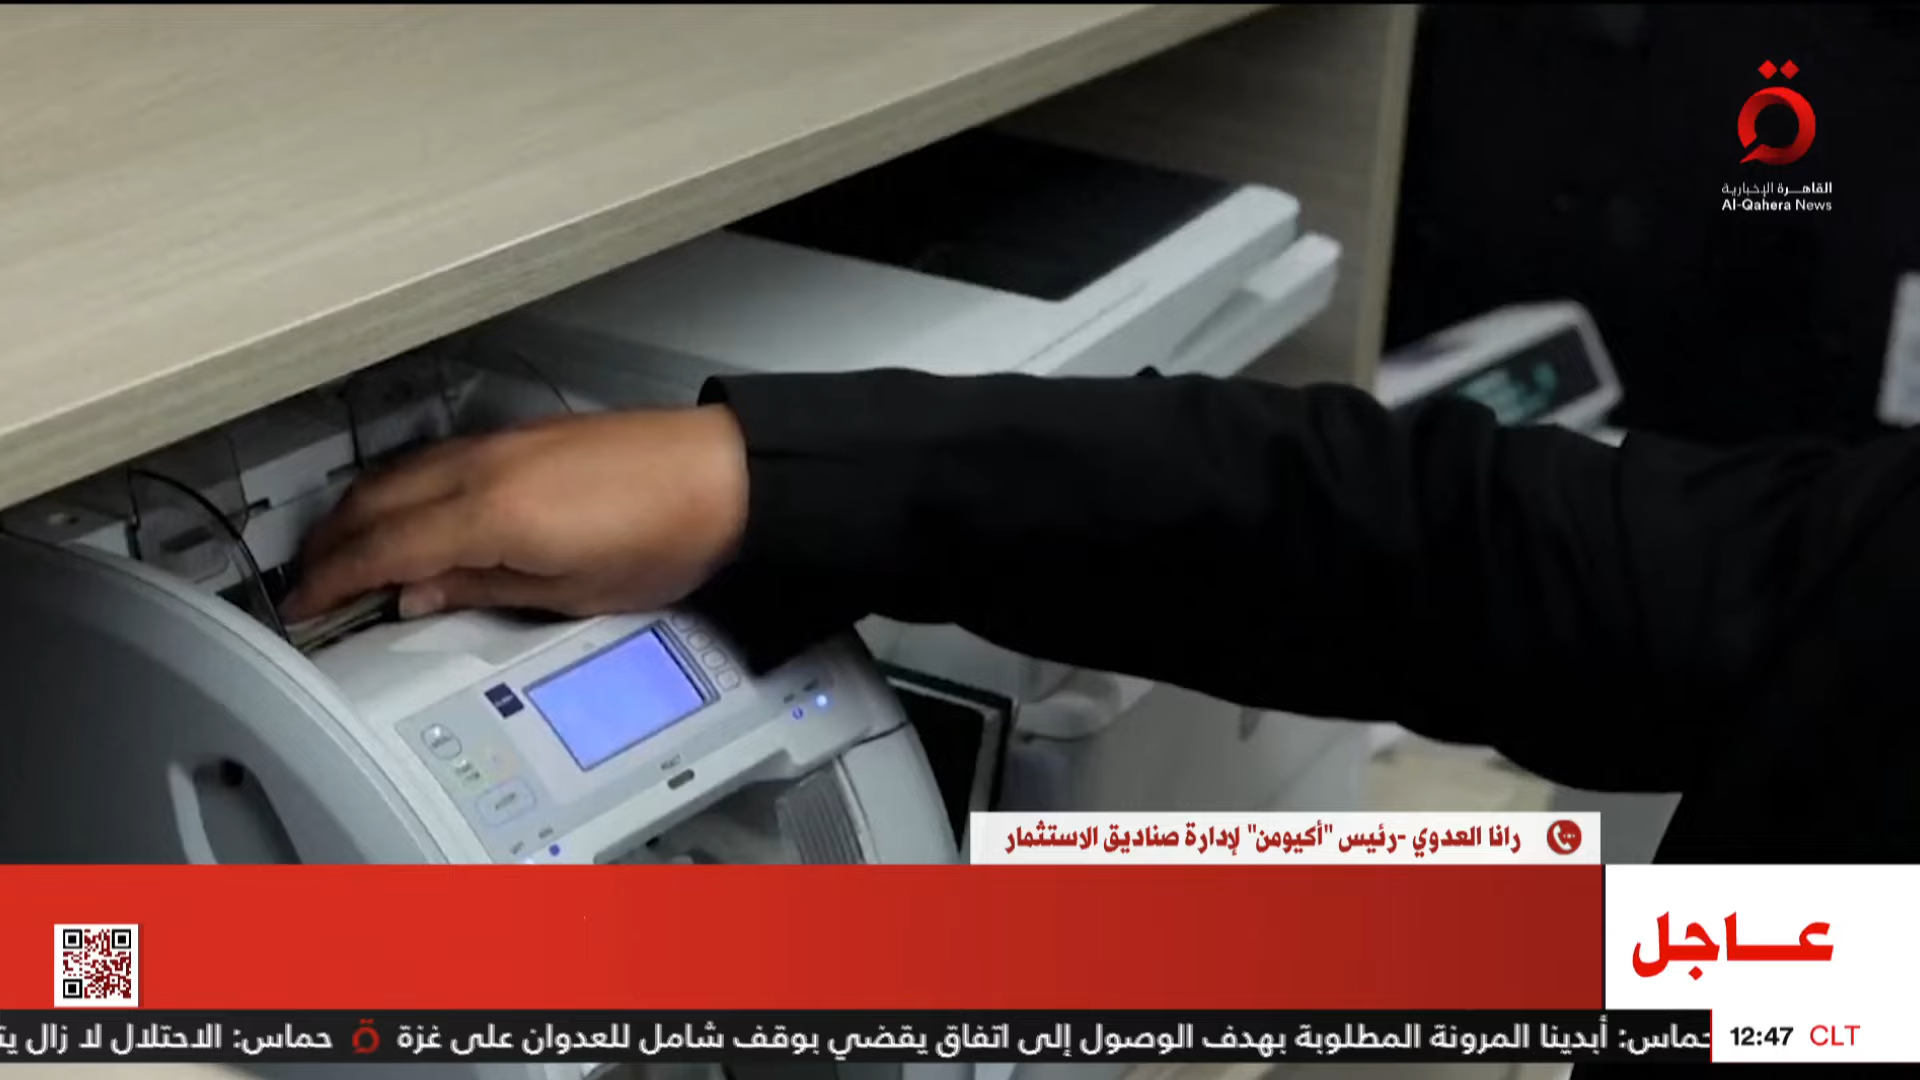 القاهـــرة الإخبارية
Al-Qahera News
رانا العدوي -رئيس "أكيومن" لإدارة صناديق الاستثمار
عـــاجل
حماس: أبدينا المرونة المطلوبة بهدف الوصول إلى اتفاق يقضي بوقف شامل للعدوان على غزة
حماس: الاحتلال لا زال
12:47 CLT